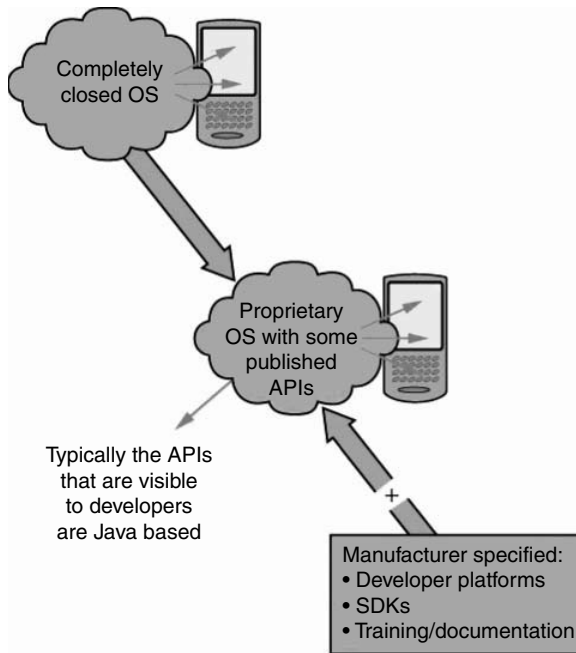 Completely
closed OS
Proprietary
OS with some
published
APIs
Typically the APIs
that are visible
to developers
are Java based
+
Manufacturer specified:
• Developer platforms
• SDKs
• Training/documentation